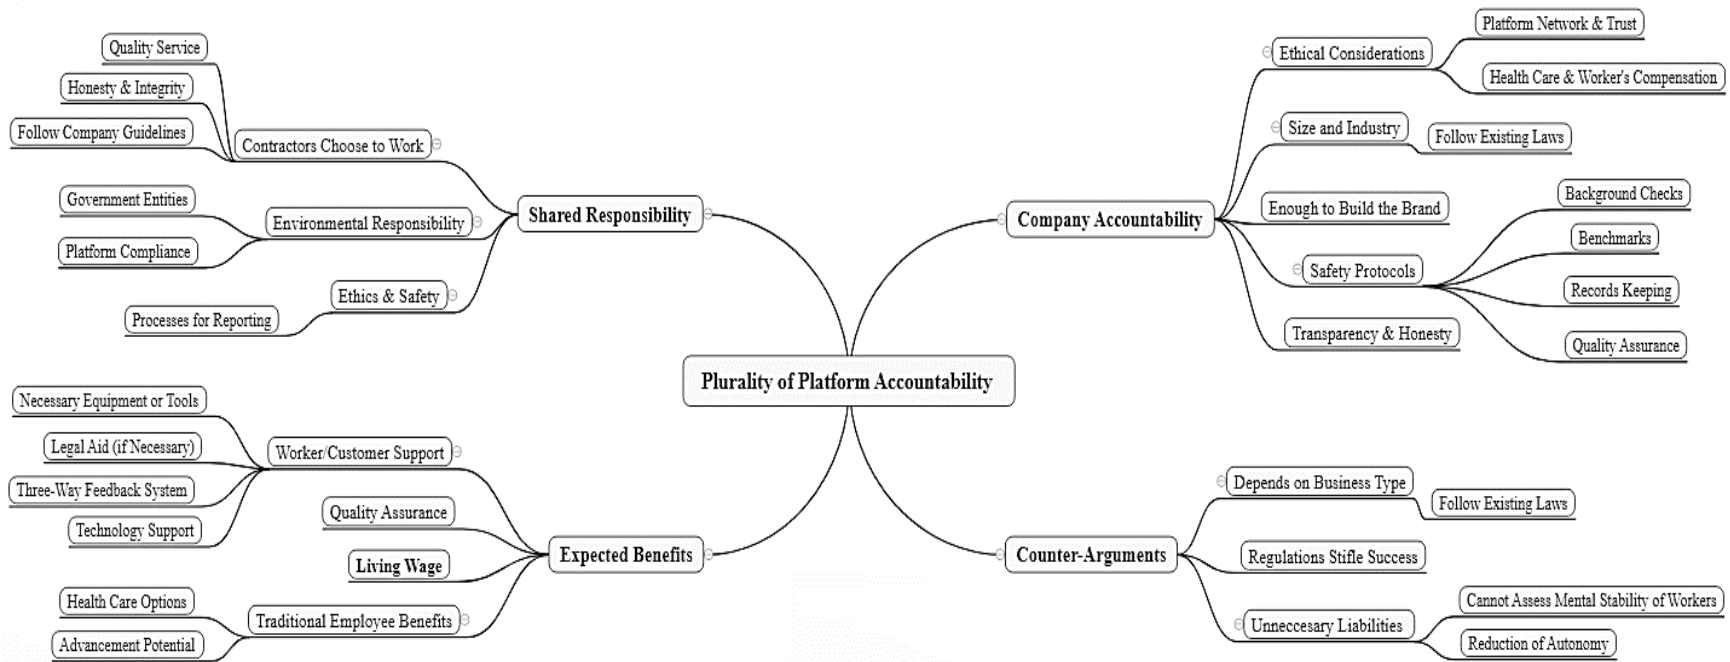 Plurality of Platform Accountability
Shared Responsibility
Contractors Choose to Work
Quality Service
Honesty & Integrity
Follow Company Guidelines
Environmental Responsibility
Government Entities
Platform Compliance
Ethics & Safety
Processes for Reporting
Expected Benefits
Worker/Customer Support
Necessary Equipment or Tools
Legal Aid (if Necessary)
Three-Way Feedback System
Technology Support
Quality Assurance
Living Wage
Traditional Employee Benefits
Health Care Options
Advancement Potential
Company Accountability
Ethical Considerations
Platform Network & Trust
Health Care & Worker's Compensation
Size and Industry
Follow Existing Laws
Enough to Build the Brand
Safety Protocols
Background Checks
Benchmarks
Records Keeping
Quality Assurance
Transparency & Honesty
Counter-Arguments
Depends on Business Type
Follow Existing Laws
Regulations Stifle Success
Unneccesary Liabilities
Cannot Assess Mental Stability of Workers
Reduction of Autonomy